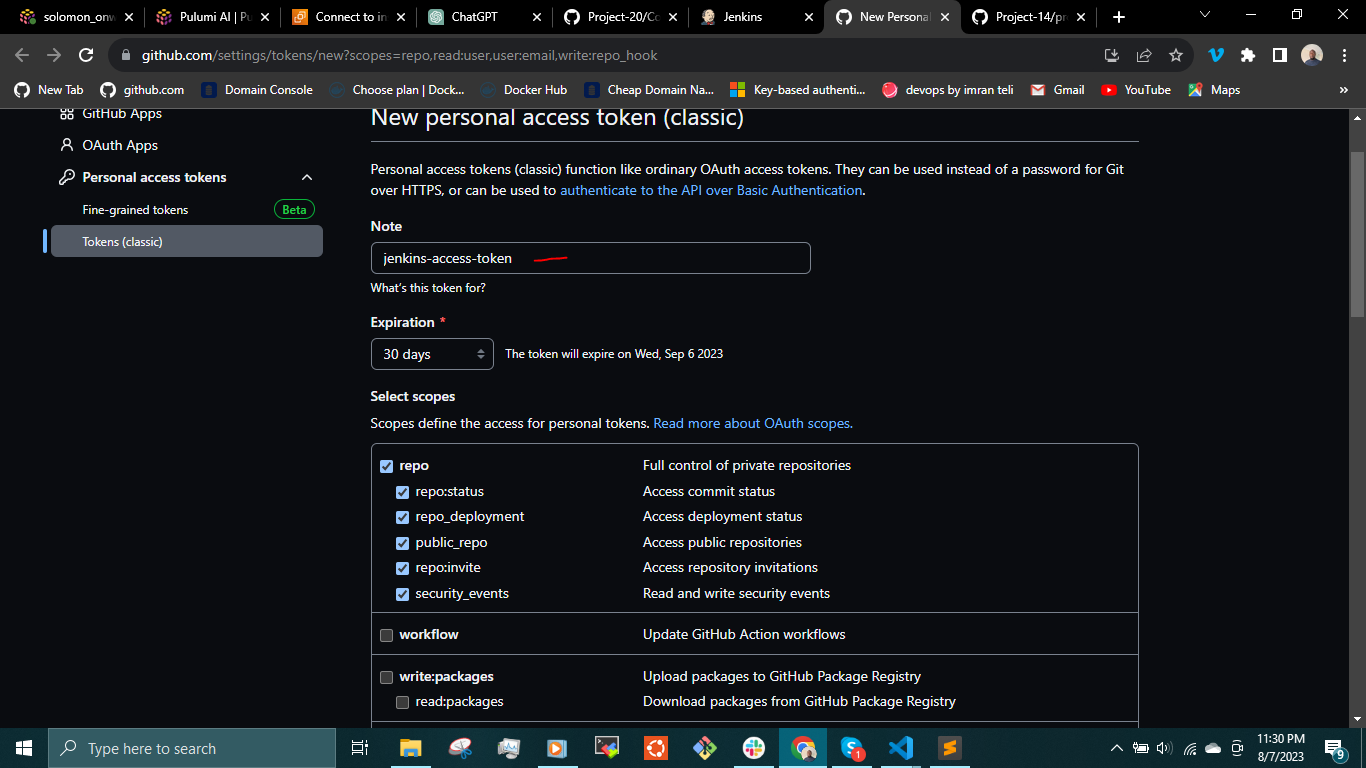 solomon_onw
Pulumi AI | Pu
Connect to in
ChatGPT
Project-20/Co
Jenkins
New Personal
Project-14/pr
github.com/settings/tokens/new?scopes=repo,read:user,user:email,write:repo_hook
New Tab
github.com
Domain Console
Choose plan | Dock...
Docker Hub
Cheap Domain Na...
Key-based authenti...
devops by imran teli
Gmail
YouTube
Maps
»
GitHub Apps
OAuth Apps
Personal access tokens
Fine-grained tokens Beta
Tokens (classic)
New personal access token (classic)
Personal access tokens (classic) function like ordinary OAuth access tokens. They can be used instead of a password for Git
over HTTPS, or can be used to authenticate to the API over Basic Authentication.
Note
jenkins-access-token
What's this token for?
Expiration *
30 days The token will expire on Wed, Sep 6 2023
Select scopes
Scopes define the access for personal tokens. Read more about OAuth scopes.
repo Full control of private repositories
repo:status Access commit status
repo_deployment Access deployment status
public_repo Access public repositories
repo:invite Access repository invitations
security_events Read and write security events
workflow Update GitHub Action workflows
write:packages Upload packages to GitHub Package Registry
read:packages Download packages from GitHub Package Registry
Type here to search
1
11:30 PM
8/7/2023
9